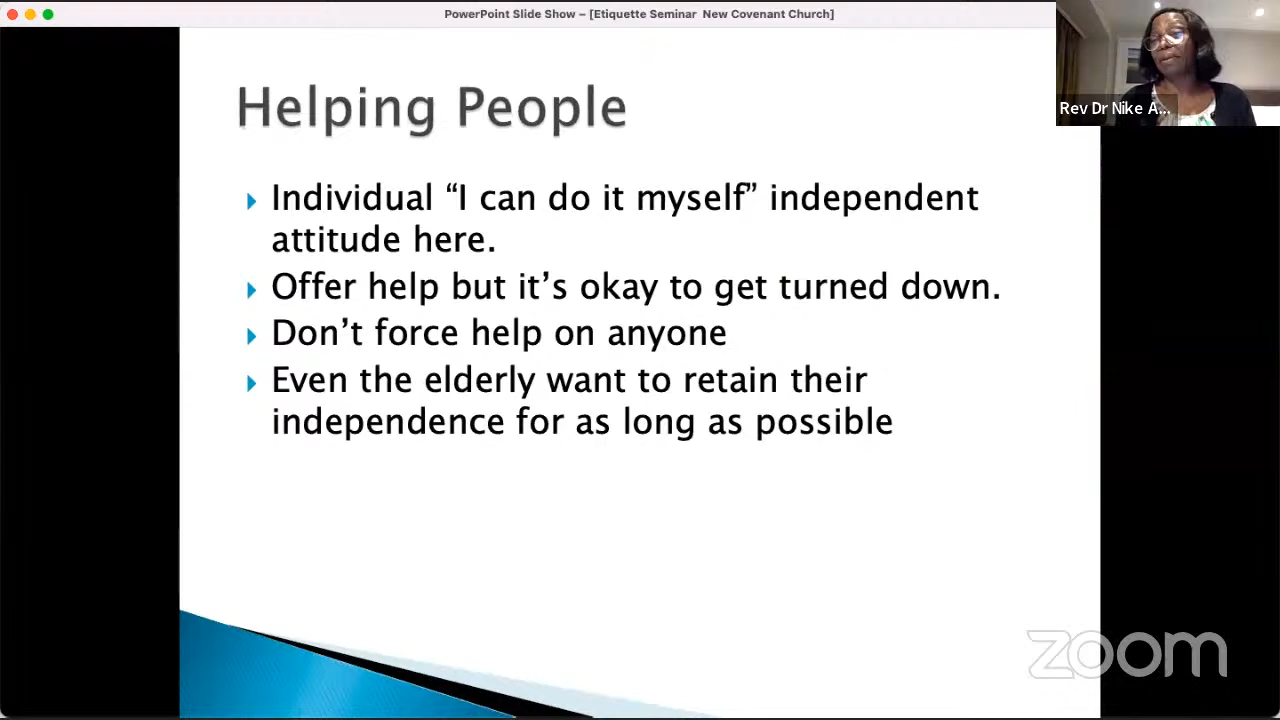 PowerPoint Slide Show – [Etiquette Seminar New Covenant Church]
Rev Dr Nike A...
Helping People
Individual “I can do it myself” independent
attitude here.
Offer help but it’s okay to get turned down.
Don’t force help on anyone
Even the elderly want to retain their
independence for as long as possible
zoom